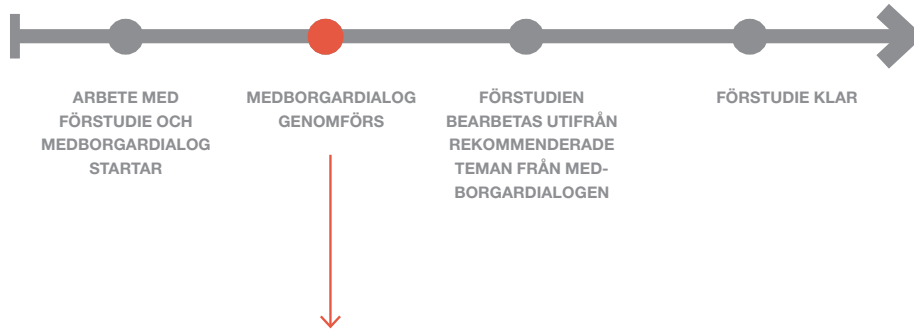 ARBETE MED
FÖRSTUDIE OCH
MEDBORGARDIALOG
STARTAR
MEDBORGARDIALOG
GENOMFÖRS
FÖRSTUDIEN
BEARBETAS UTIFRÅN
REKOMMENDERADE
TEMAN FRÅN MED-
BORGARDIALOGEN
FÖRSTUDIE KLAR